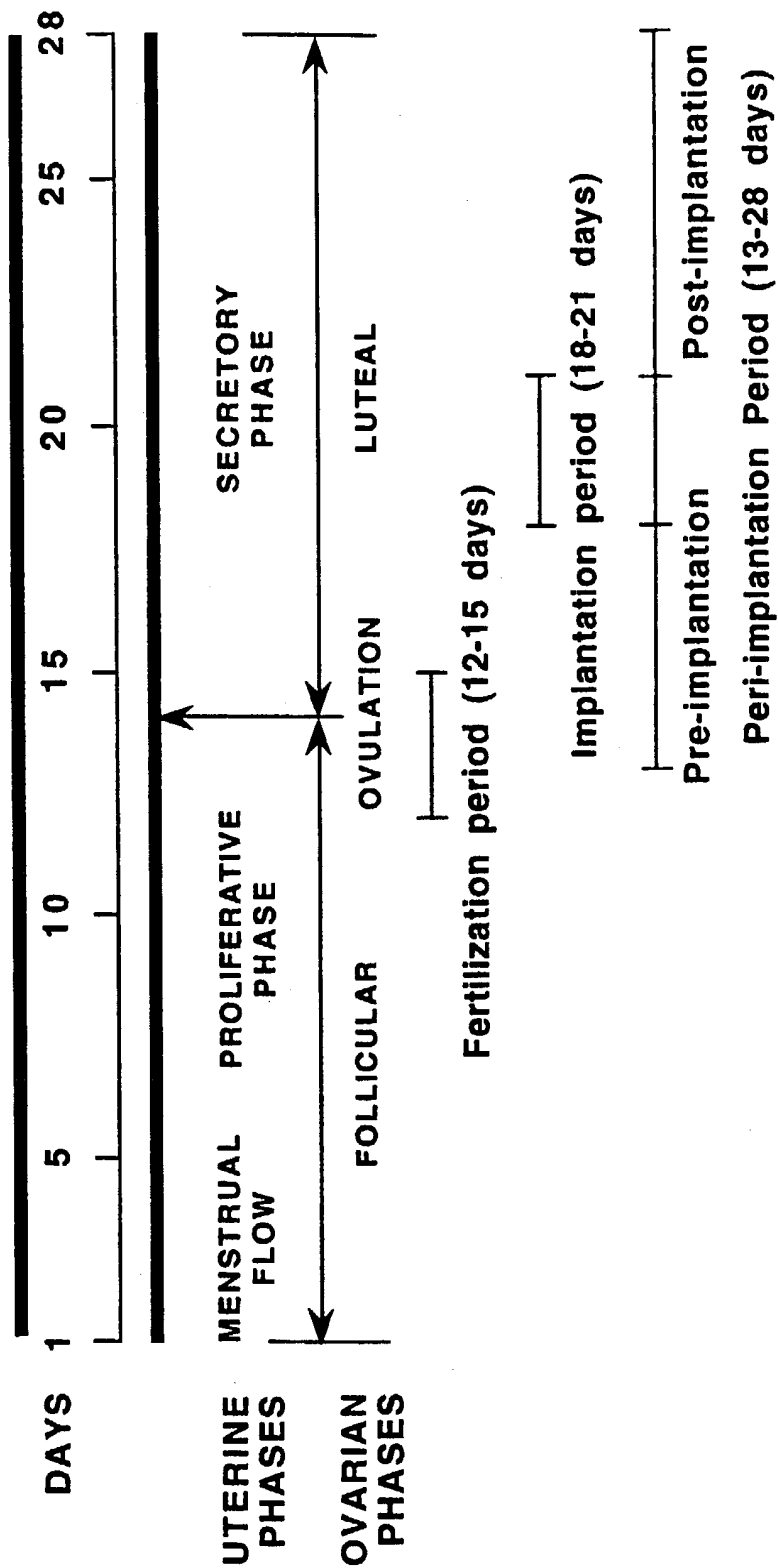 DAYS 1 5 10 15 20 25 28
UTERINE PHASES
MENSTRUAL FLOW
PROLIFERATIVE PHASE
SECRETORY PHASE
OVARIAN PHASES
FOLLICULAR
OVULATION
LUTEAL
Fertilization period (12-15 days)
Implantation period (18-21 days)
Pre-implantation
Post-implantation
Peri-implantation Period (13-28 days)